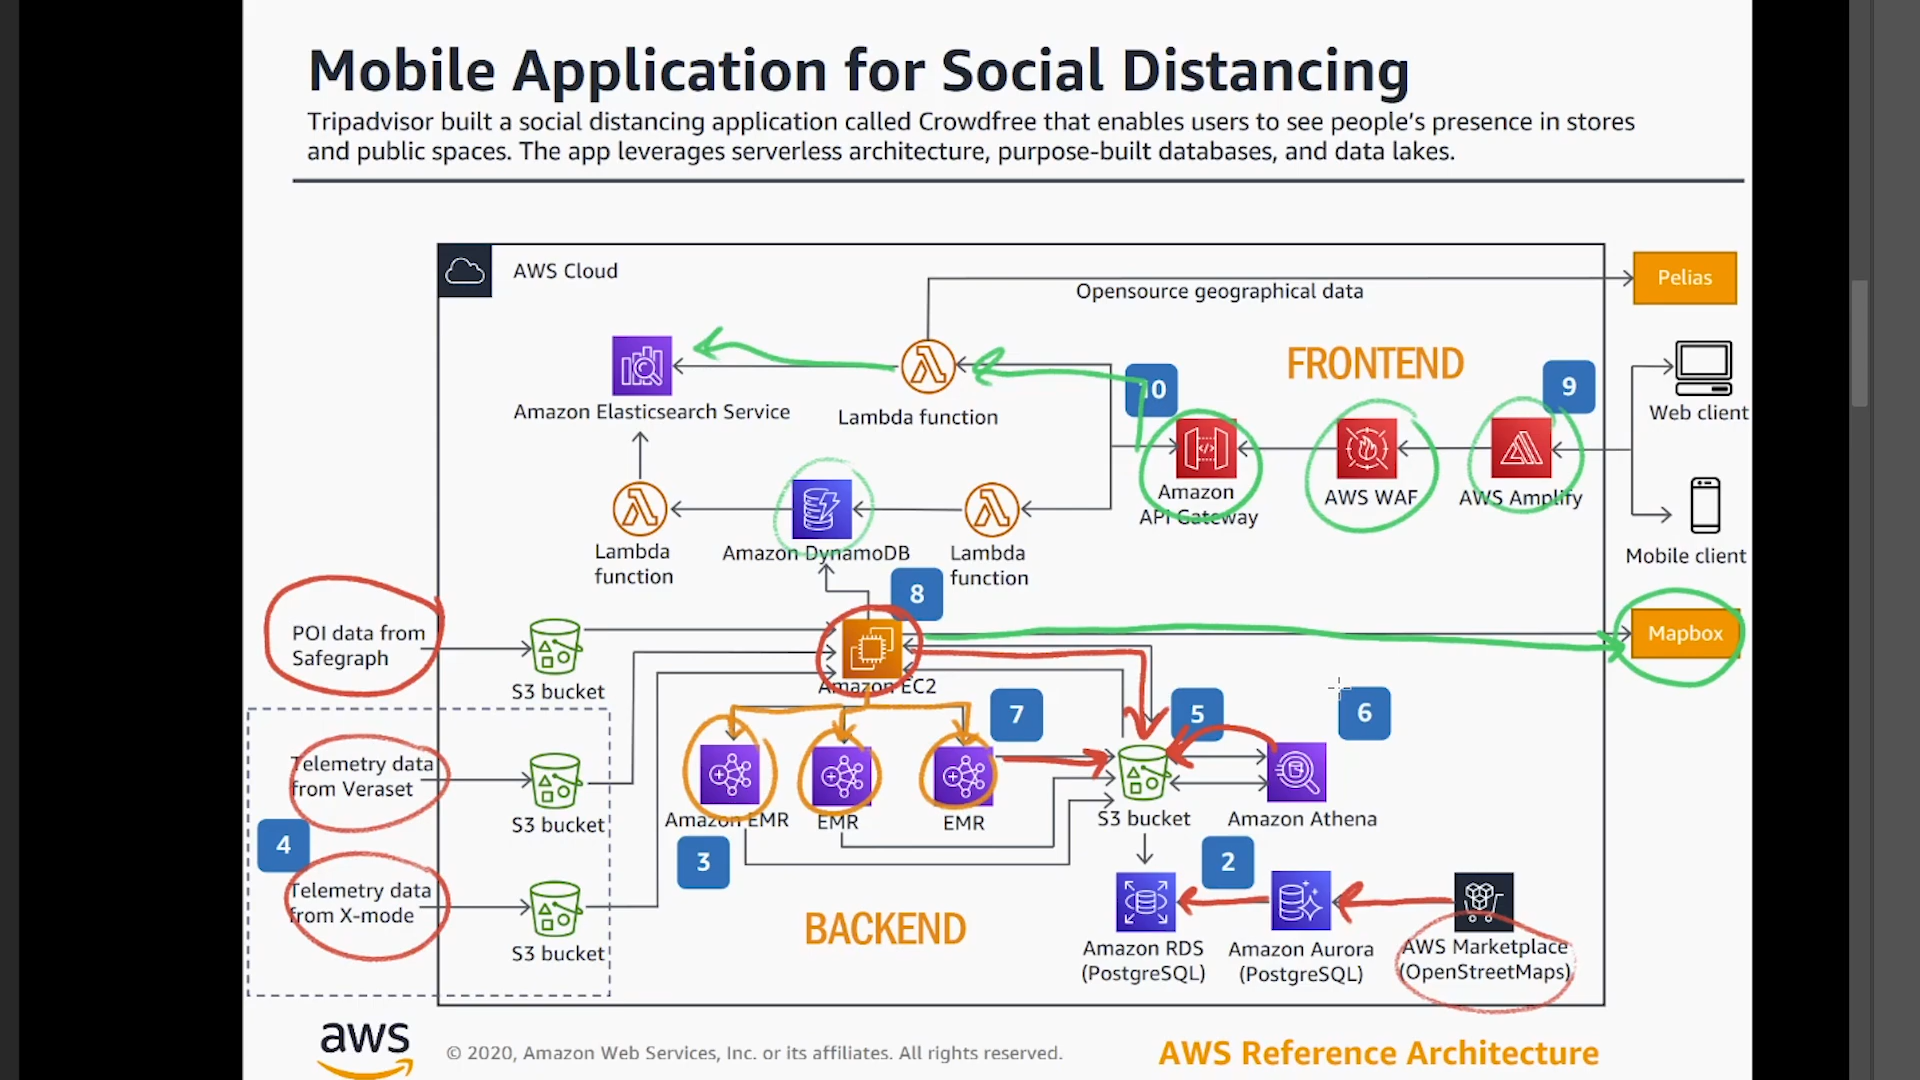 Mobile Application for Social Distancing
Tripadvisor built a social distancing application called Crowdfree that enables users to see people's presence in stores
and public spaces. The app leverages serverless architecture, purpose-built databases, and data lakes.
AWS Cloud
Opensource geographical data
Pelias
FRONTEND
10
9
Amazon Elasticsearch Service
Lambda function
Web client
Amazon
API Gateway
AWS WAF
AWS Amplify
Lambda
function
Amazon DynamoDB
Lambda
function
Mobile client
8
POI data from
Safegraph
S3 bucket
Amazon EC2
Mapbox
7
5
6
Telemetry data
from Veraset
S3 bucket
Amazon EMR
EMR
EMR
S3 bucket
Amazon Athena
4
3
2
Telemetry data
from X-mode
S3 bucket
BACKEND
Amazon RDS
(PostgreSQL)
Amazon Aurora
(PostgreSQL)
AWS Marketplace
(OpenStreetMaps)
aws
© 2020, Amazon Web Services, Inc. or its affiliates. All rights reserved.
AWS Reference Architecture